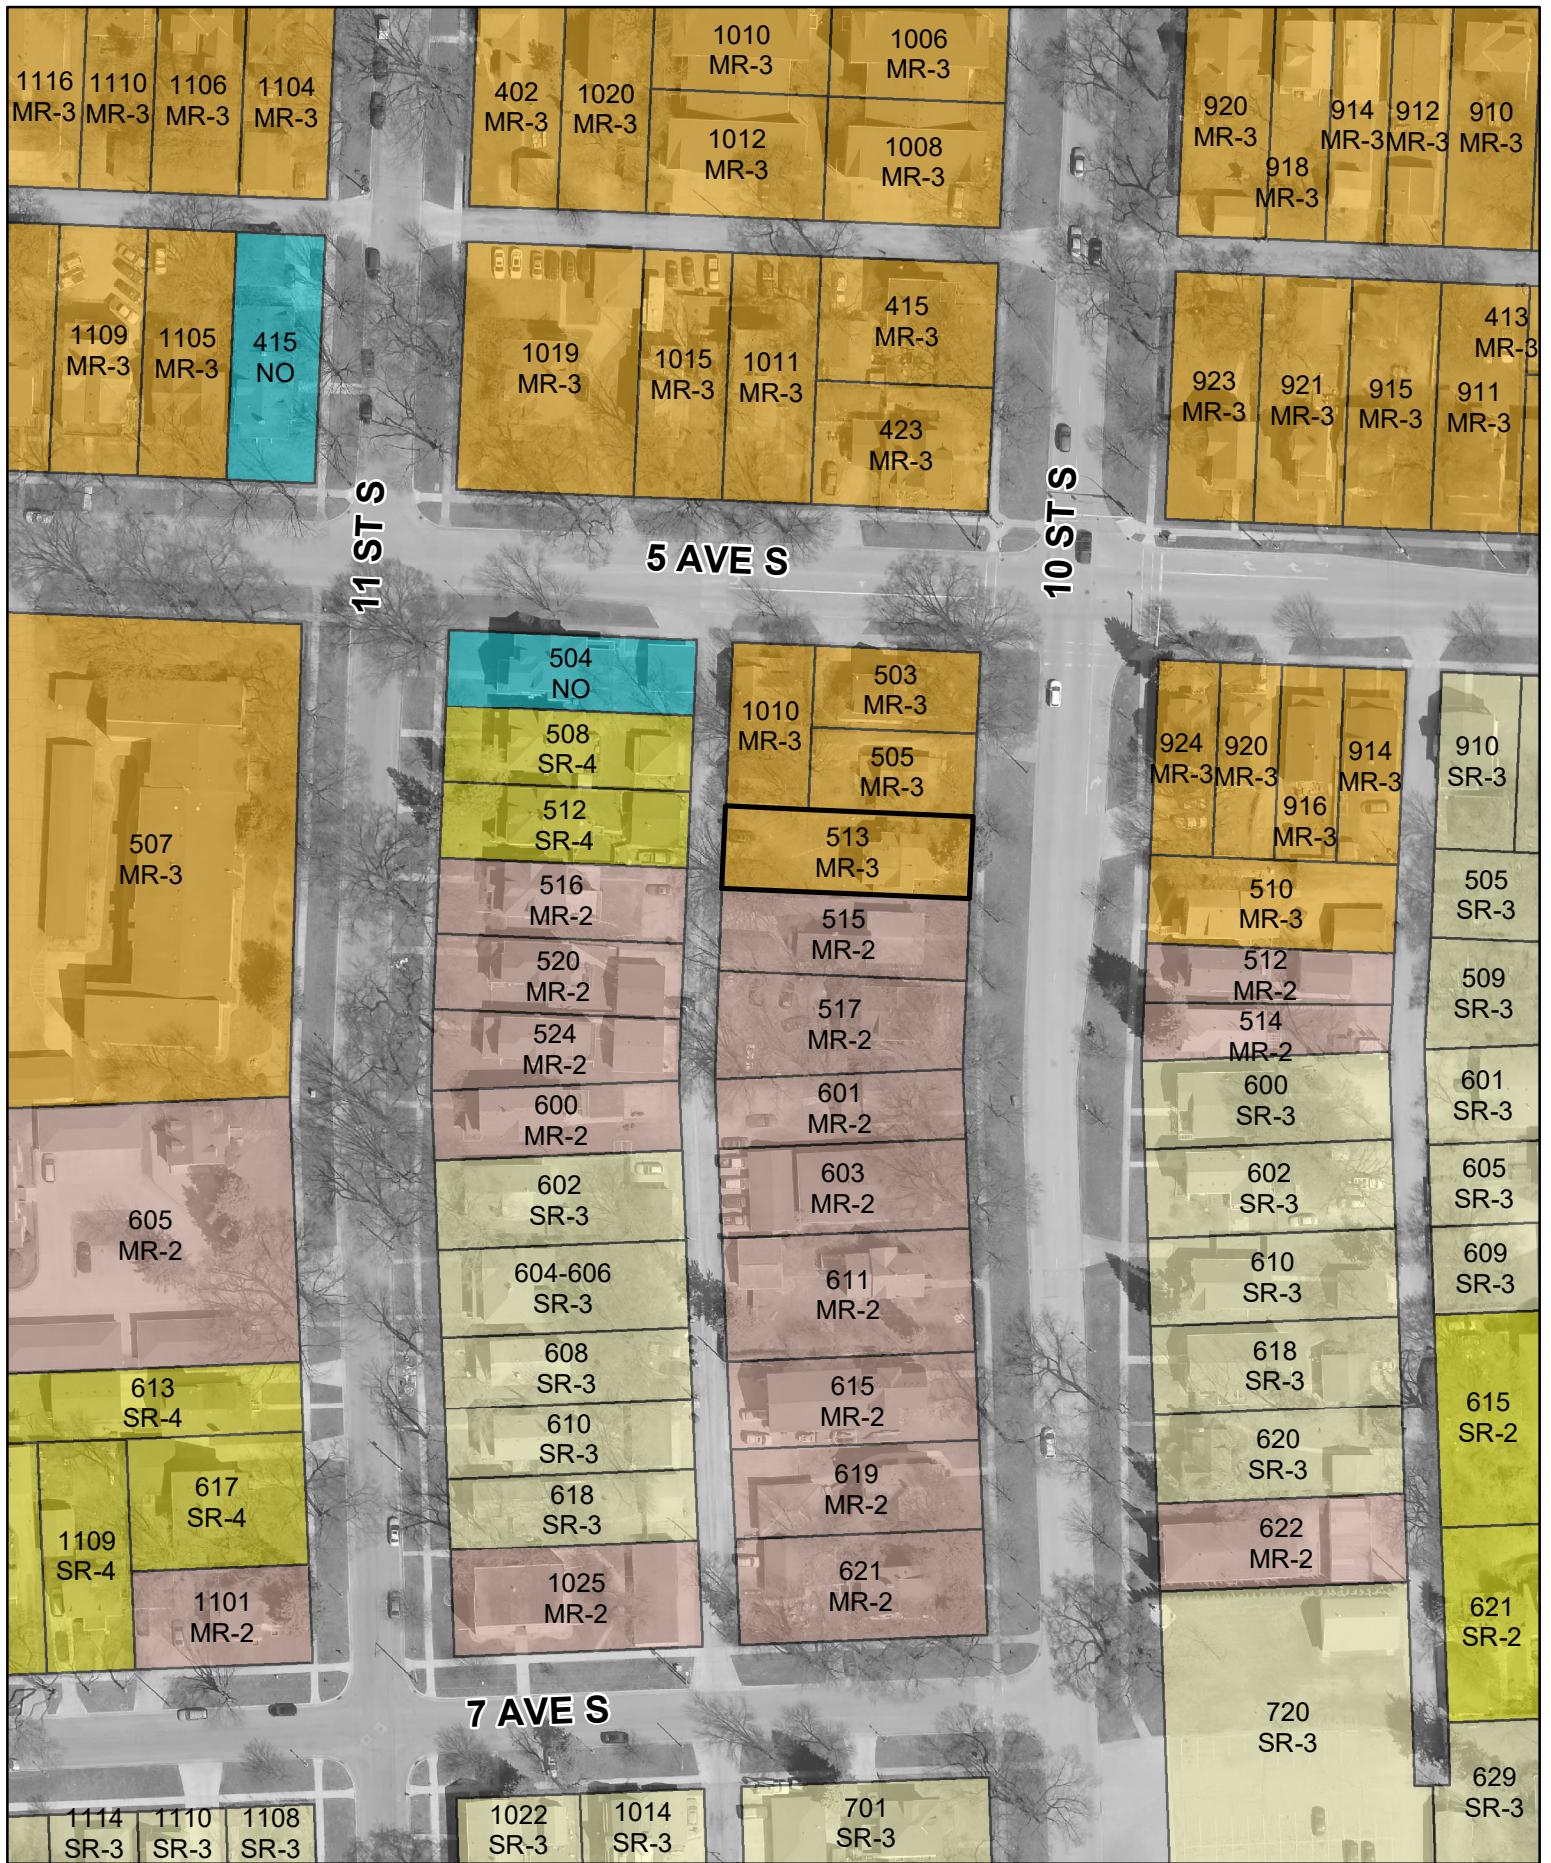 1116
MR-3
1110
MR-3
1106
MR-3
1104
MR-3
402
MR-3
1020
MR-3
1010
MR-3
1006
MR-3
1012
MR-3
1008
MR-3
920
MR-3
918
MR-3
914
MR-3
912
MR-3
910
MR-3
1109
MR-3
1105
MR-3
415
NO
1019
MR-3
1015
MR-3
1011
MR-3
415
MR-3
423
MR-3
923
MR-3
921
MR-3
915
MR-3
413
MR-3
911
MR-3
11 ST S
5 AVE S
10 ST S
507
MR-3
504
NO
508
SR-4
512
SR-4
516
MR-2
520
MR-2
524
MR-2
600
MR-2
602
SR-3
604-606
SR-3
608
SR-3
610
SR-3
618
SR-3
1025
MR-2
1010
MR-3
503
MR-3
505
MR-3
513
MR-3
515
MR-2
517
MR-2
601
MR-2
603
MR-2
611
MR-2
615
MR-2
619
MR-2
621
MR-2
924
MR-3
920
MR-3
916
MR-3
914
MR-3
510
MR-3
512
MR-2
514
MR-2
600
SR-3
602
SR-3
610
SR-3
618
SR-3
620
SR-3
622
MR-2
720
SR-3
910
SR-3
505
SR-3
509
SR-3
601
SR-3
605
SR-3
609
SR-3
615
SR-2
621
SR-2
629
SR-3
605
MR-2
613
SR-4
617
SR-4
1109
SR-4
1101
MR-2
7 AVE S
1114
SR-3
1110
SR-3
1108
SR-3
1022
SR-3
1014
SR-3
701
SR-3